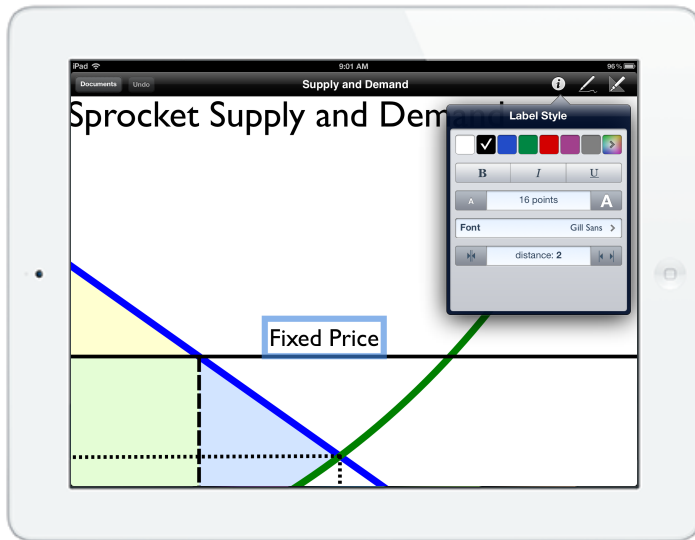 iPad
9:01 AM
96%
Documents
Undo
Supply and Demand
Sprocket Supply and Demand
Label Style
B
I
U
A
16 points
A
Font
Gill Sans
distance: 2
Fixed Price